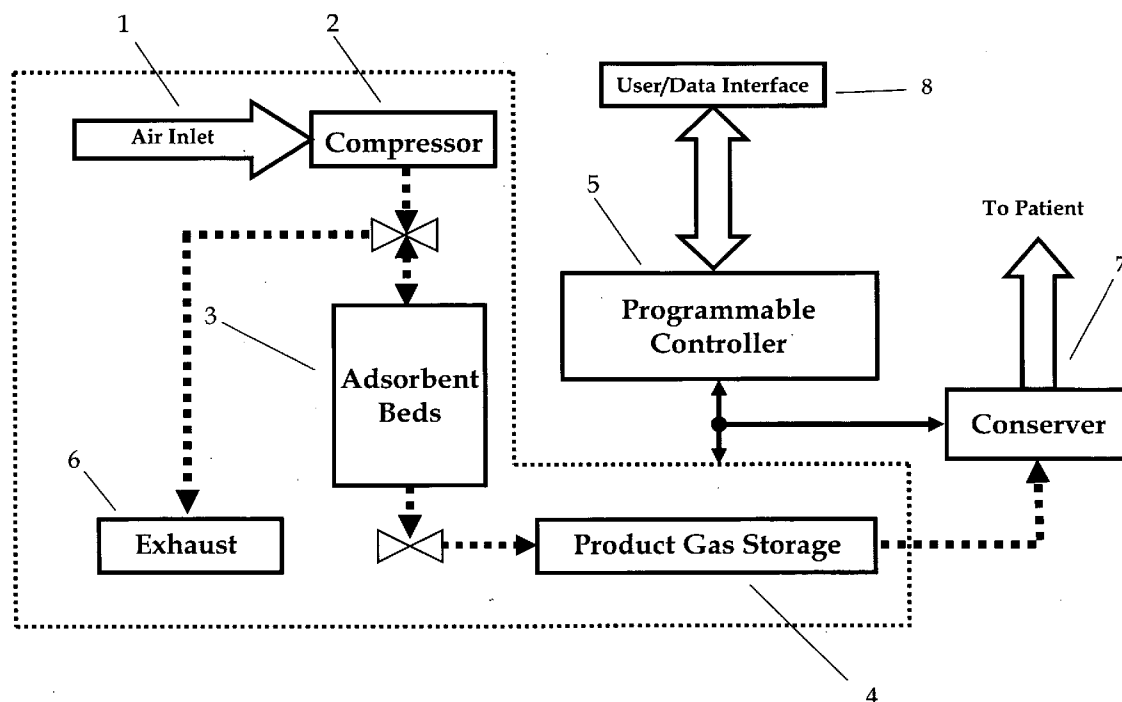 1
2
User/Data Interface
8
Air Inlet
Compressor
5
To Patient
7
3
Programmable
Controller
Adsorbent
Beds
Conserver
6
Exhaust
Product Gas Storage
4